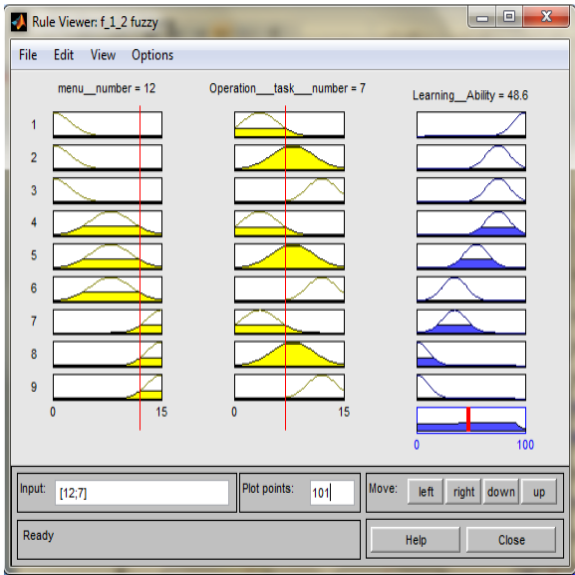 Rule Viewer: f_1_2 fuzzy
File Edit View Options
menu__number = 12
Operation___task___number = 7
Learning__Ability = 48.6
1
2
3
4
5
6
7
8
9
0 15
0 15
0 100
Input: [12;7]
Plot points: 101
Move: left right down up
Ready
Help Close